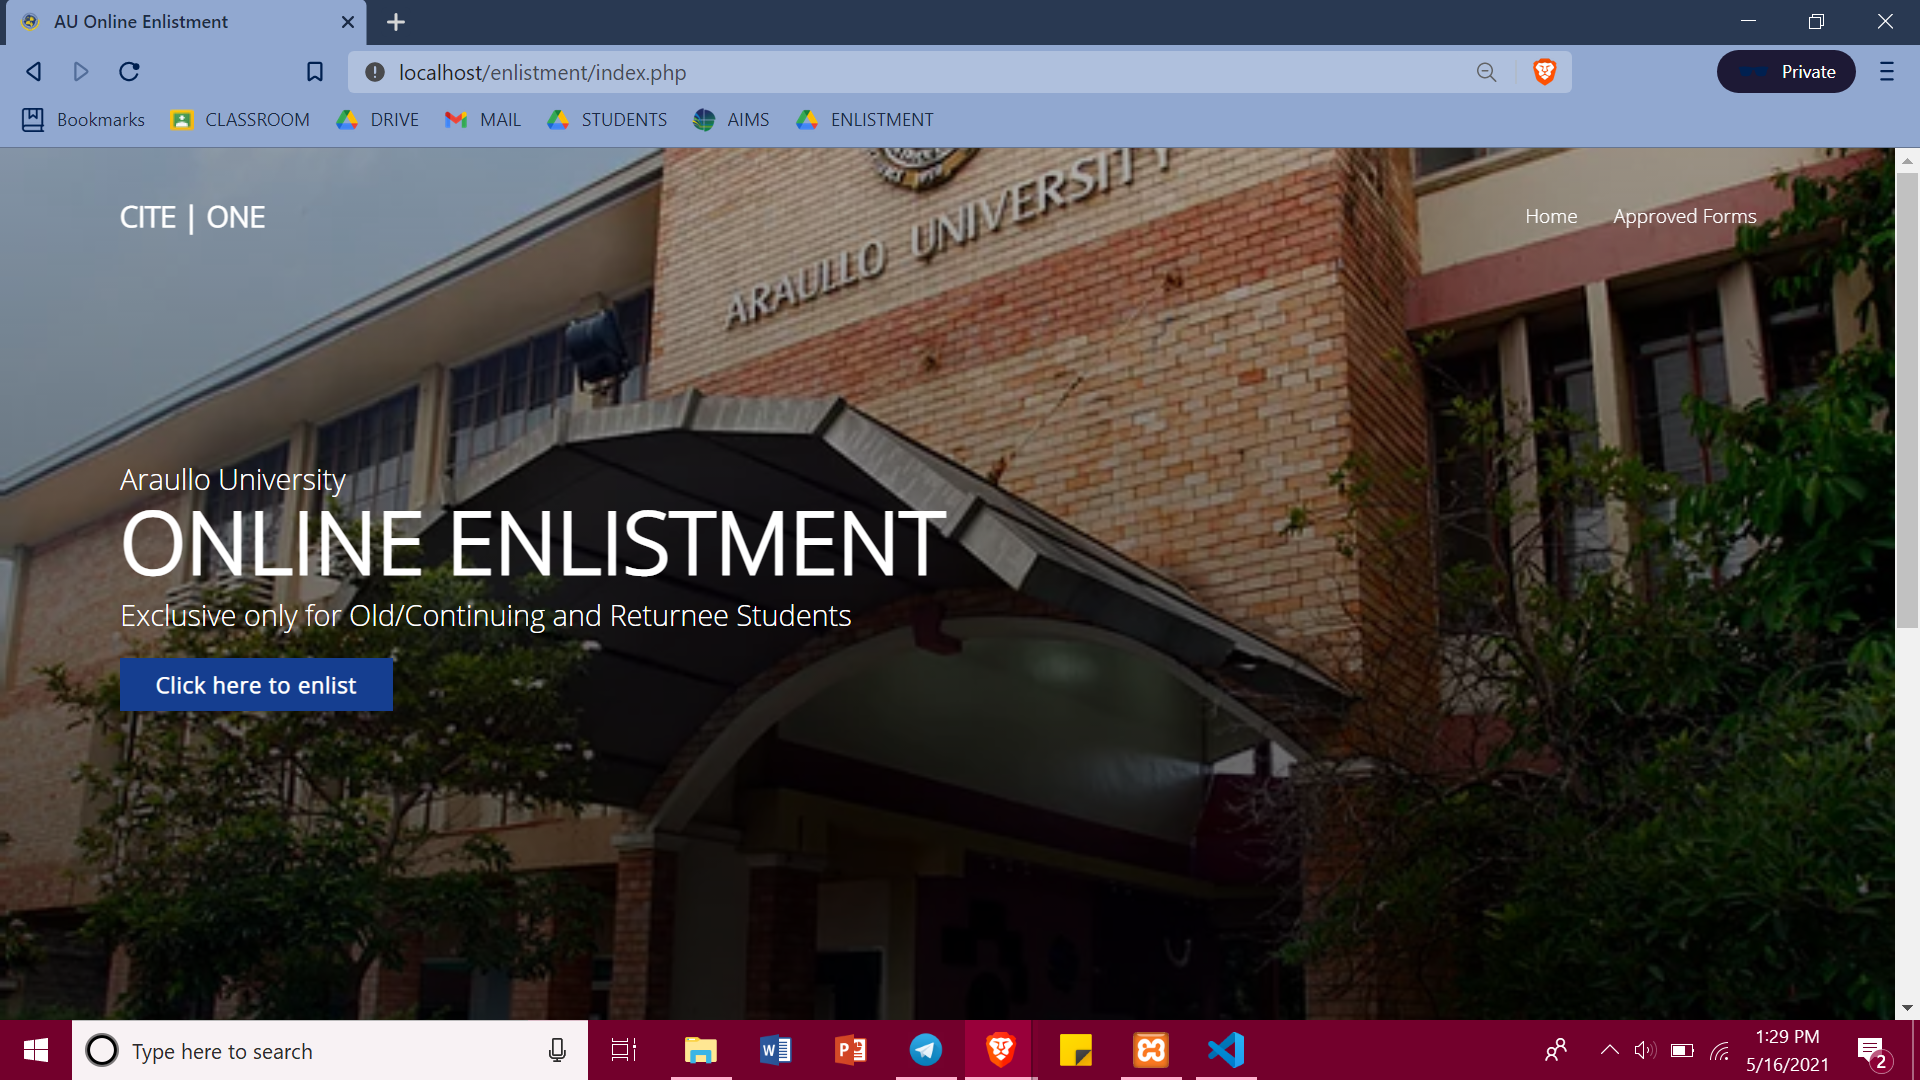 AU Online Enlistment
localhost/enlistment/index.php
Private
Bookmarks CLASSROOM DRIVE MAIL STUDENTS AIMS ENLISTMENT
CITE | ONE
Home Approved Forms
ARAULLO UNIVERSITY
Araullo University
ONLINE ENLISTMENT
Exclusive only for Old/Continuing and Returnee Students
Click here to enlist
Type here to search
1:29 PM
5/16/2021
2